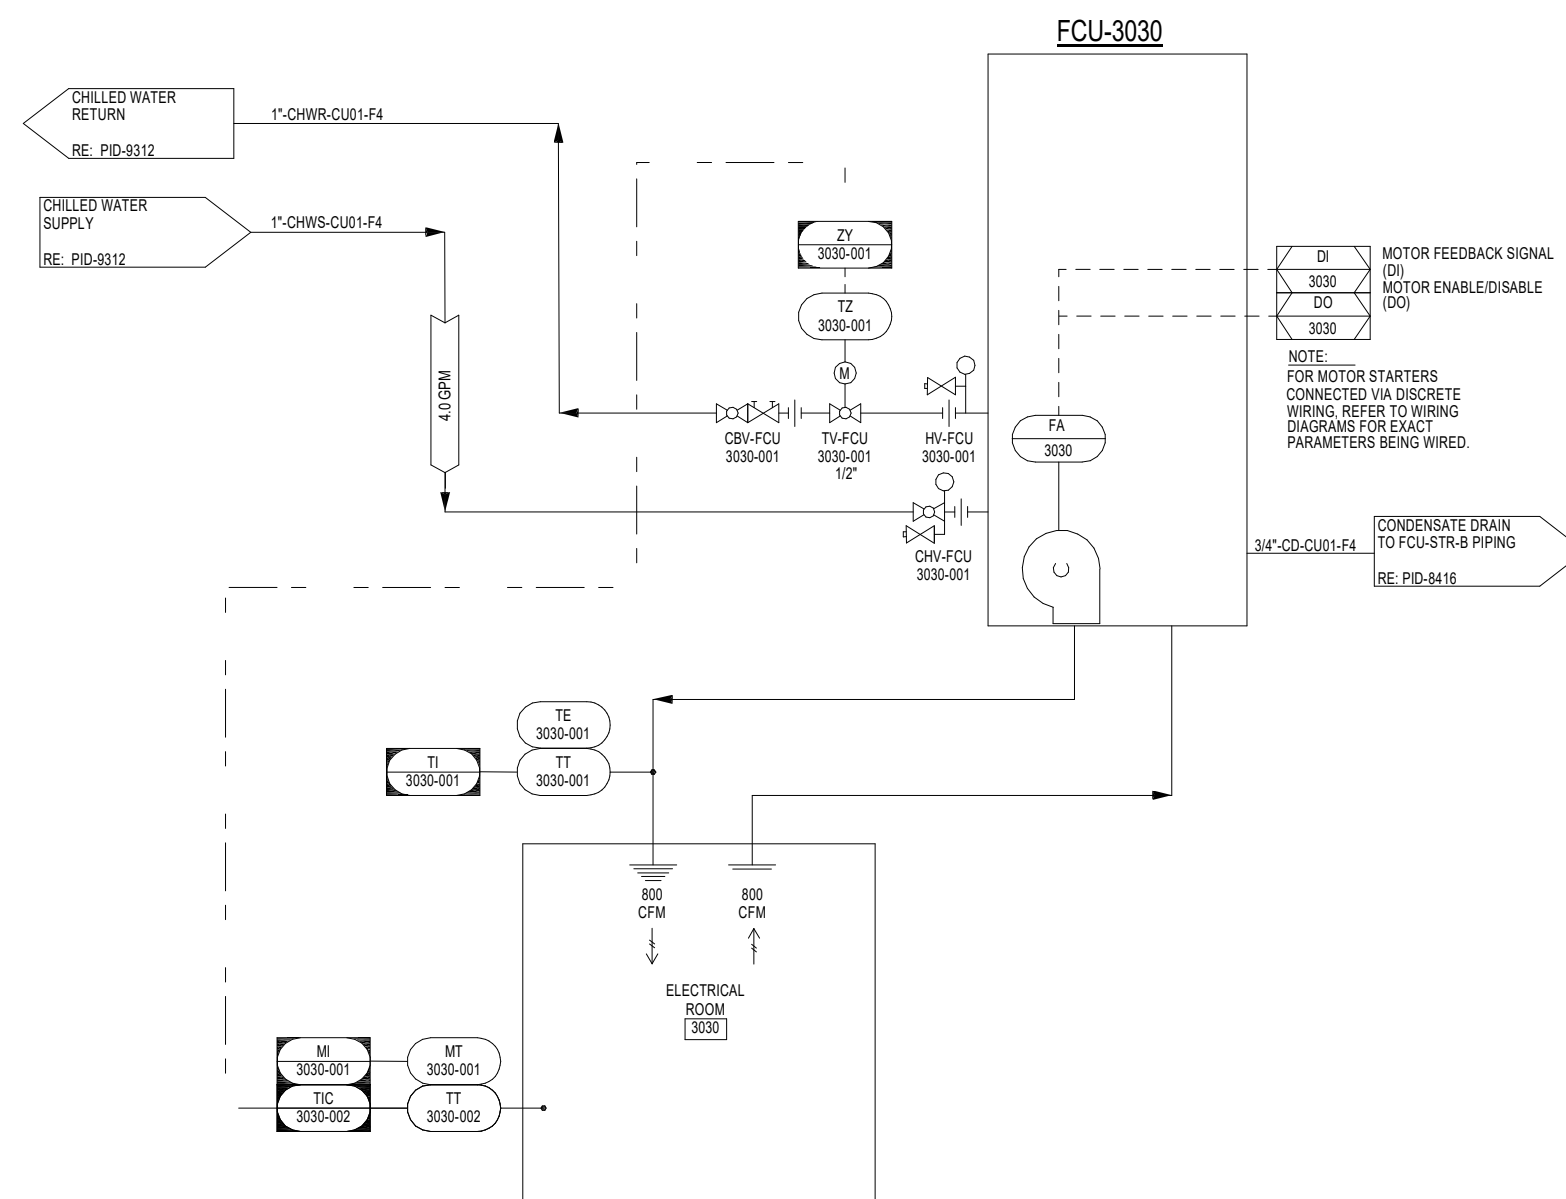 FCU-3030
CHILLED WATER
RETURN
RE: PID-9312
1"-CHWR-CU01-F4
CHILLED WATER
SUPPLY
RE: PID-9312
1"-CHWS-CU01-F4
4.0 GPM
ZY
3030-001
TZ
3030-001
M
CBV-FCU
3030-001
TV-FCU
3030-001
1/2"
HV-FCU
3030-001
CHV-FCU
3030-001
DI
3030
DO
3030
MOTOR FEEDBACK SIGNAL
(DI)
MOTOR ENABLE/DISABLE
(DO)
NOTE:
FOR MOTOR STARTERS
CONNECTED VIA DISCRETE
WIRING, REFER TO WIRING
DIAGRAMS FOR EXACT
PARAMETERS BEING WIRED.
FA
3030
3/4"-CD-CU01-F4
CONDENSATE DRAIN
TO FCU-STR-B PIPING
RE: PID-8416
TE
3030-001
TI
3030-001
TT
3030-001
800
CFM
800
CFM
ELECTRICAL
ROOM
3030
MI
3030-001
MT
3030-001
TIC
3030-002
TT
3030-002